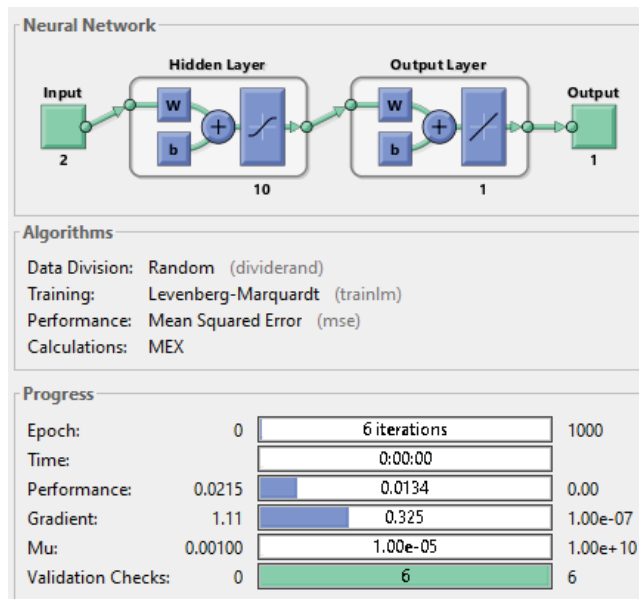 Neural Network
Hidden Layer
Output Layer
Input
W
b
+
W
b
+
Output
2
10
1
1
Algorithms
Data Division: Random (dividerand)
Training: Levenberg-Marquardt (trainlm)
Performance: Mean Squared Error (mse)
Calculations: MEX
Progress
Epoch: 0 6 iterations 1000
Time: 0:00:00
Performance: 0.0215 0.0134 0.00
Gradient: 1.11 0.325 1.00e-07
Mu: 0.00100 1.00e-05 1.00e+10
Validation Checks: 0 6 6